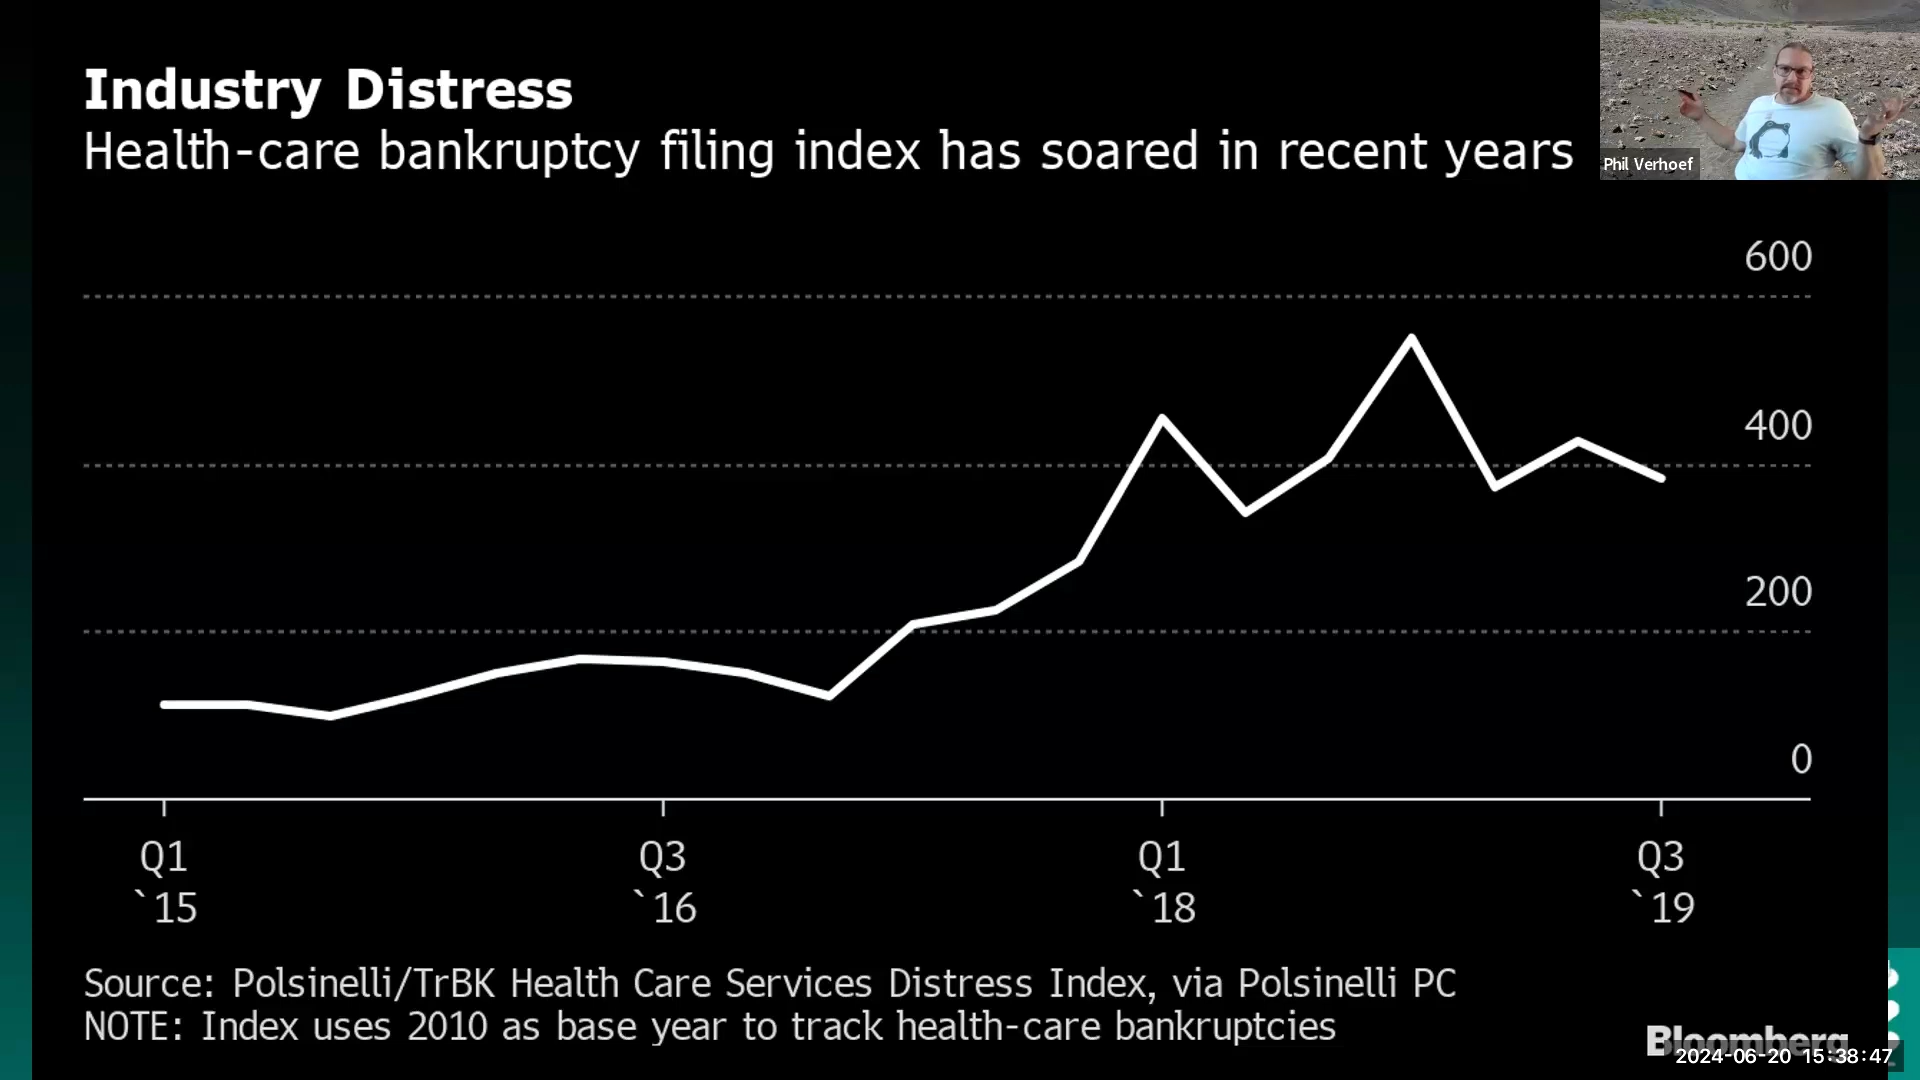 Industry Distress
Health-care bankruptcy filing index has soared in recent years
Phil Verhoef
600
400
200
0
Q1 Q3 Q1 Q3
`15 `16 `18 `19
Source: Polsinelli/TrBK Health Care Services Distress Index, via Polsinelli PC
NOTE: Index uses 2010 as base year to track health-care bankruptcies
Bloomberg
2024-06-20 15:38:47